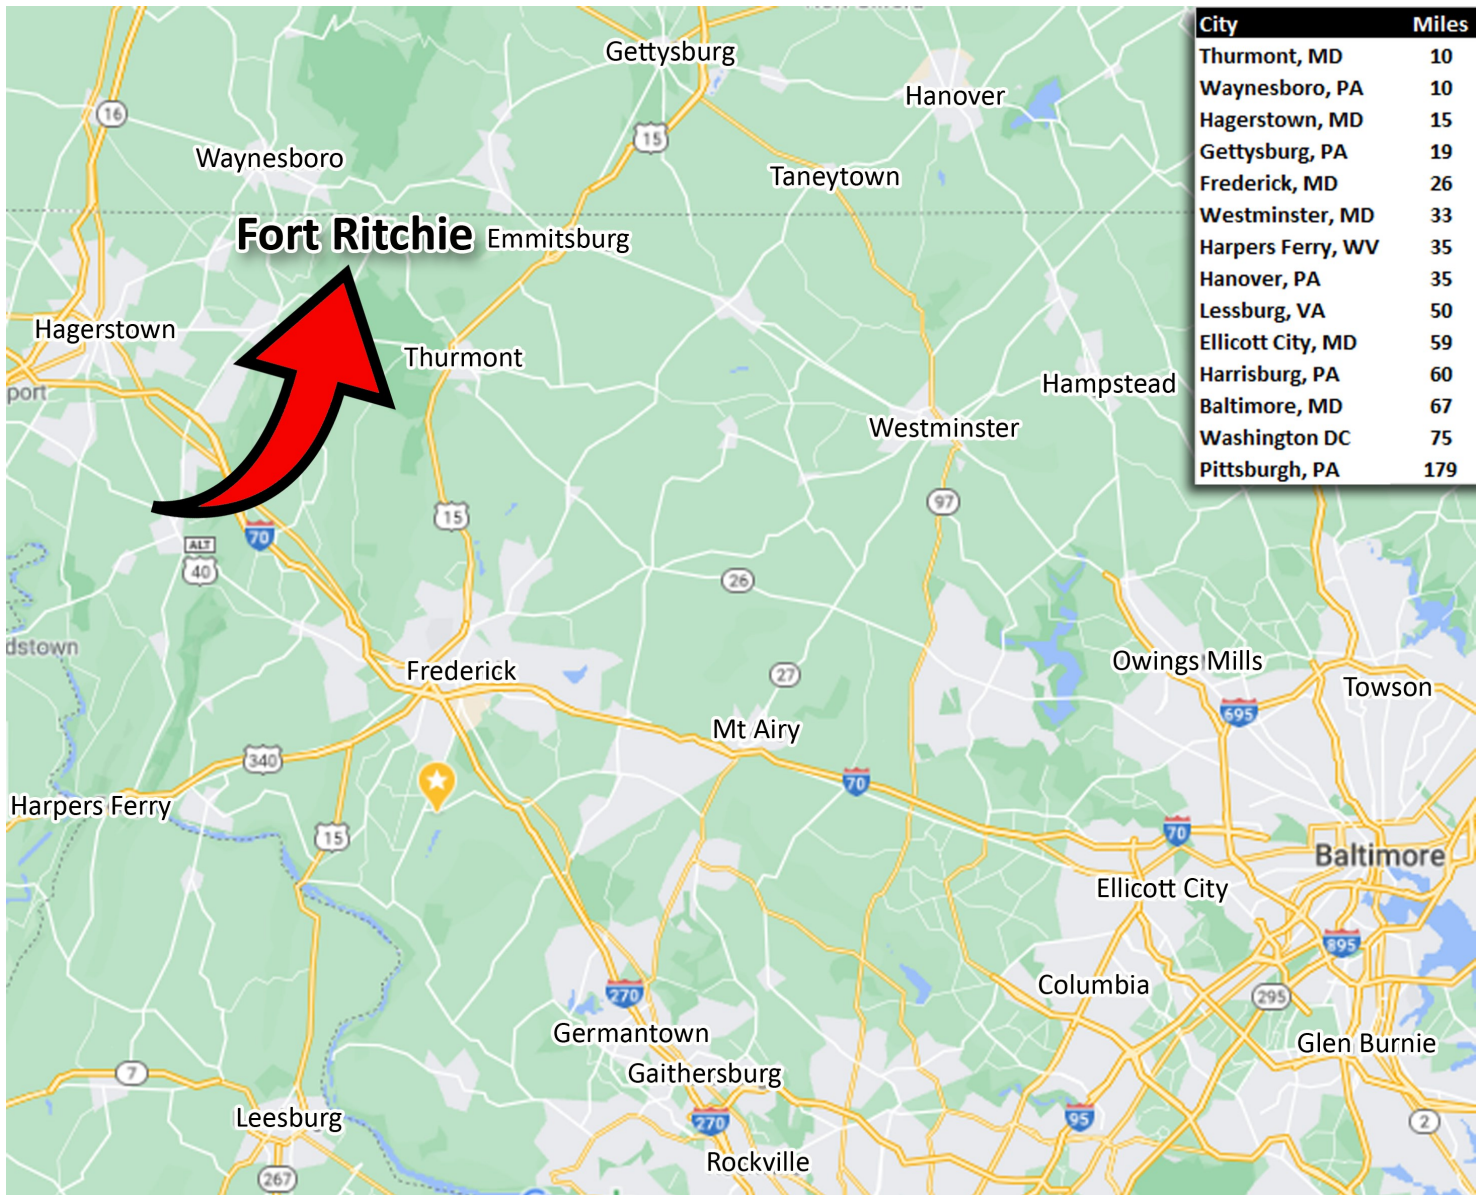 City Miles
Thurmont, MD 10
Waynesboro, PA 10
Hagerstown, MD 15
Gettysburg, PA 19
Frederick, MD 26
Westminster, MD 33
Harpers Ferry, WV 35
Hanover, PA 35
Lessburg, VA 50
Ellicott City, MD 59
Harrisburg, PA 60
Baltimore, MD 67
Washington DC 75
Pittsburgh, PA 179
Gettysburg
Hanover
16
15
Waynesboro
Taneytown
Fort Ritchie
Emmitsburg
Hagerstown
Thurmont
port
Hampstead
Westminster
97
15
70
ALT
40
26
dstown
Frederick
27
Owings Mills
Towson
695
Mt Airy
340
70
Harpers Ferry
15
70
Baltimore
Ellicott City
895
Columbia
270
295
Germantown
Glen Burnie
7
Gaithersburg
Leesburg
270
95
2
Rockville
267